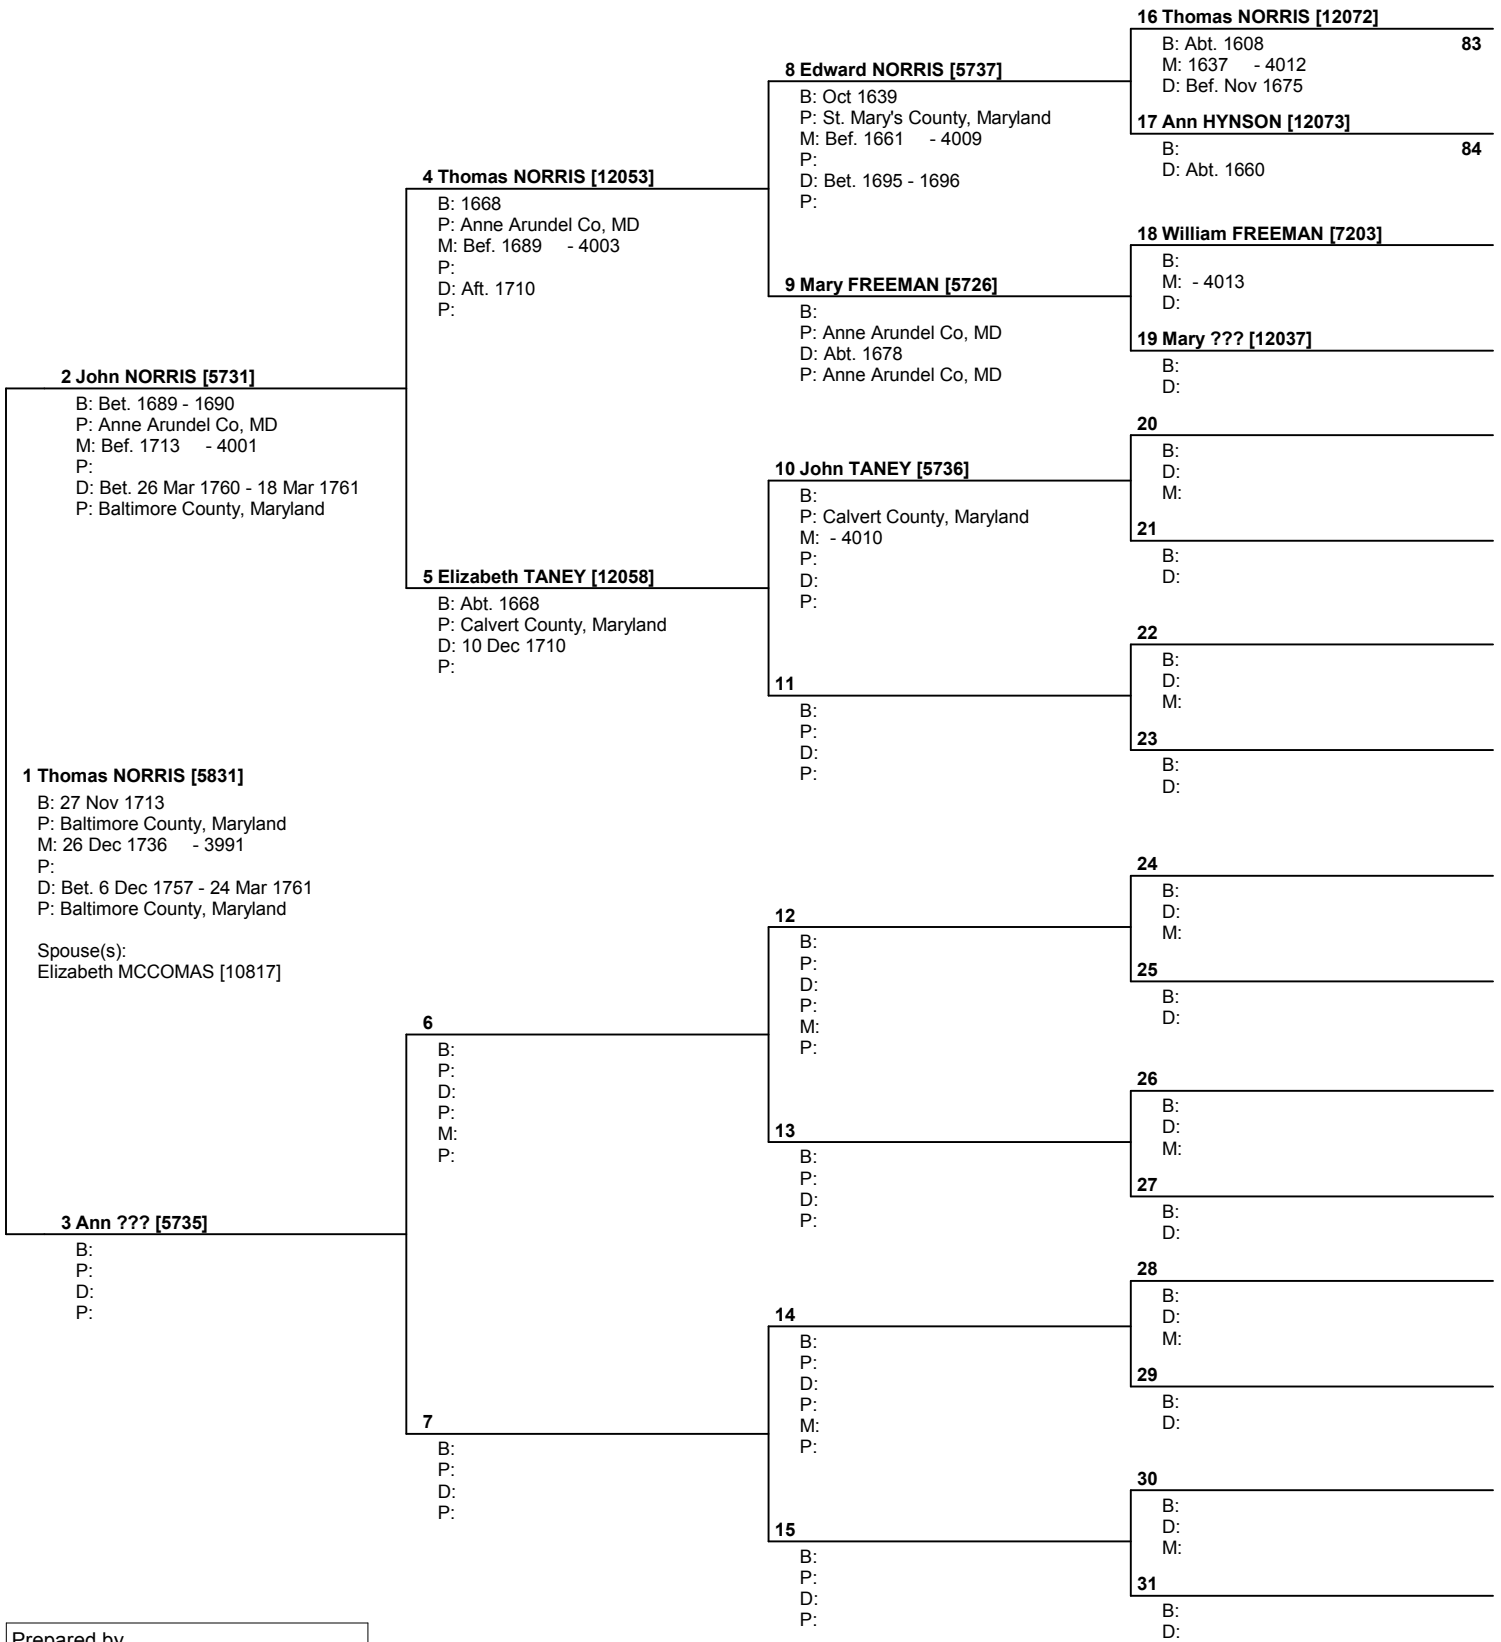 16 Thomas NORRIS [12072]
B: Abt. 1608 83
M: 1637 - 4012
D: Bef. Nov 1675
8 Edward NORRIS [5737]
B: Oct 1639
P: St. Mary's County, Maryland
M: Bef. 1661 - 4009
P:
D: Bet. 1695 - 1696
P:
17 Ann HYNSON [12073]
B: 84
D: Abt. 1660
4 Thomas NORRIS [12053]
B: 1668
P: Anne Arundel Co, MD
M: Bef. 1689 - 4003
P:
D: Aft. 1710
P:
18 William FREEMAN [7203]
B:
M: - 4013
D:
9 Mary FREEMAN [5726]
B:
P: Anne Arundel Co, MD
D: Abt. 1678
P: Anne Arundel Co, MD
19 Mary ??? [12037]
B:
D:
2 John NORRIS [5731]
B: Bet. 1689 - 1690
P: Anne Arundel Co, MD
M: Bef. 1713 - 4001
P:
D: Bet. 26 Mar 1760 - 18 Mar 1761
P: Baltimore County, Maryland
20
B:
D:
M:
10 John TANEY [5736]
B:
P: Calvert County, Maryland
M: - 4010
P:
D:
P:
21
B:
D:
5 Elizabeth TANEY [12058]
B: Abt. 1668
P: Calvert County, Maryland
D: 10 Dec 1710
P:
22
B:
D:
M:
11
B:
P:
D:
P:
23
B:
D:
1 Thomas NORRIS [5831]
B: 27 Nov 1713
P: Baltimore County, Maryland
M: 26 Dec 1736 - 3991
P:
D: Bet. 6 Dec 1757 - 24 Mar 1761
P: Baltimore County, Maryland
Spouse(s):
Elizabeth MCCOMAS [10817]
24
B:
D:
M:
12
B:
P:
D:
P:
M:
P:
25
B:
D:
6
B:
P:
D:
P:
M:
P:
26
B:
D:
M:
13
B:
P:
D:
P:
27
B:
D:
3 Ann ??? [5735]
B:
P:
D:
P:
28
B:
D:
M:
14
B:
P:
D:
P:
M:
P:
29
B:
D:
7
B:
P:
D:
P:
30
B:
D:
M:
15
B:
P:
D:
P:
31
B:
D:
Prepared by